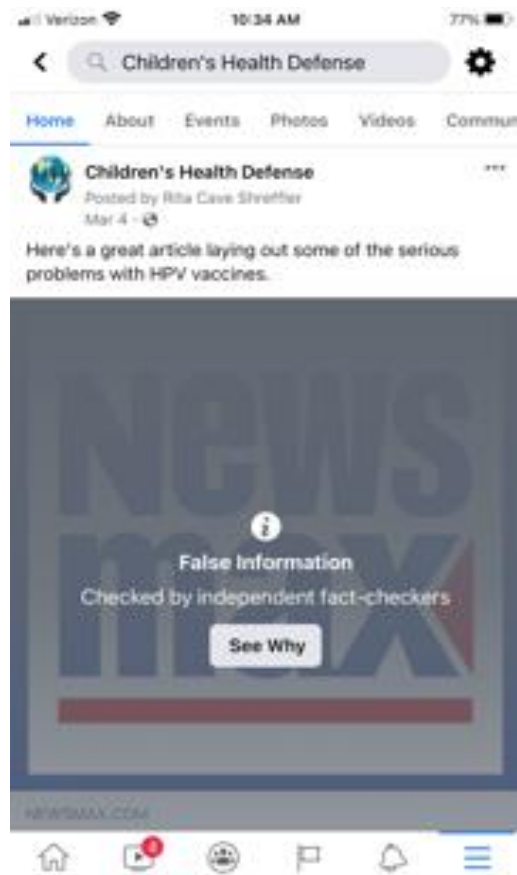 Verizon 10:34 AM 77%
Children's Health Defense
Home About Events Photos Videos Commun
Children's Health Defense
Posted by Rita Cave Shreffler
Mar 4
Here's a great article laying out some of the serious
problems with HPV vaccines.
News
max
False Information
Checked by independent fact-checkers
See Why
NEWSMAX.COM